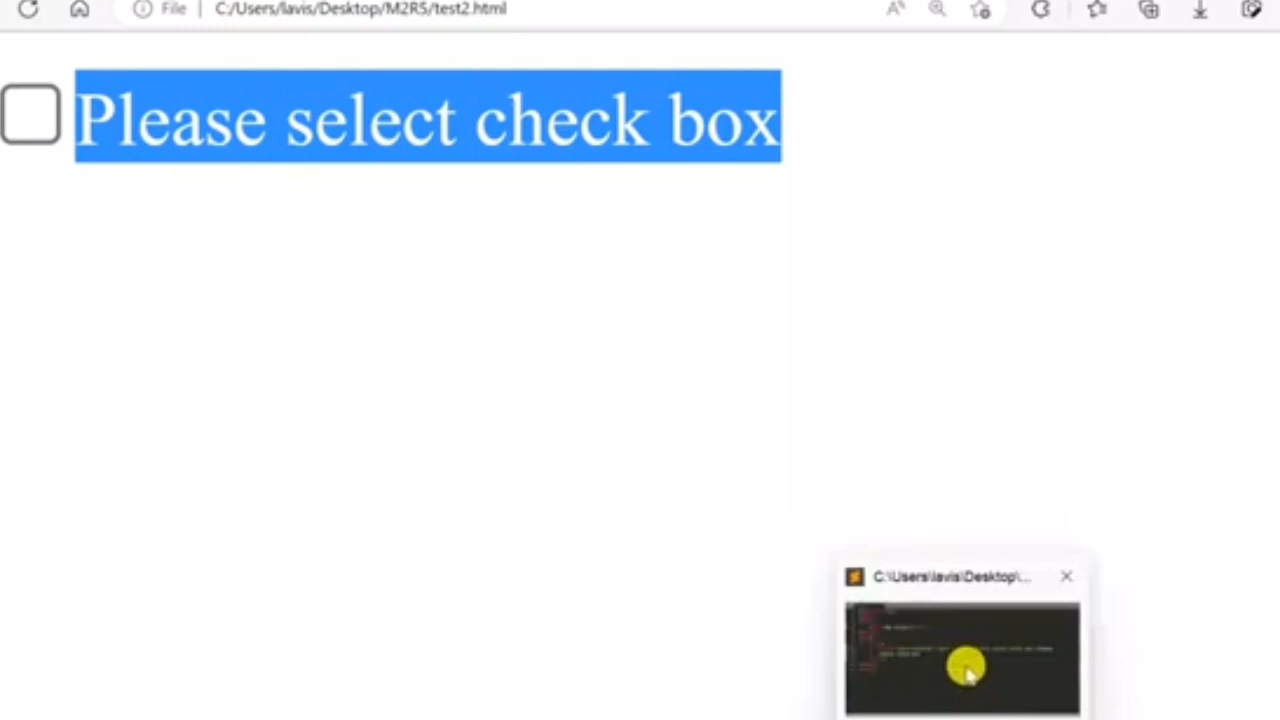 File | C:/Users/lavis/Desktop/M2R5/test2.html
Please select check box
C:\Users\lavis\Desktop\...